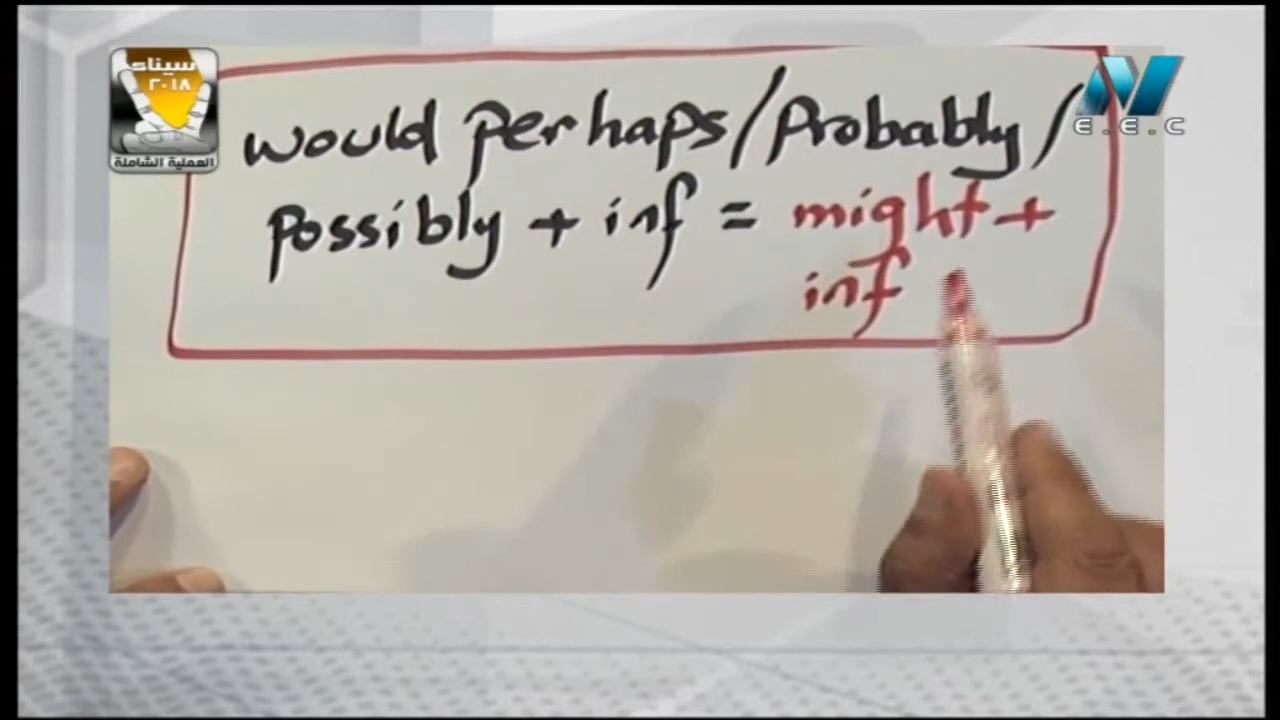 سيناء
٢٠١٨
العملية الشاملة
E.E.C
would perhaps/Probably/
Possibly + inf = might +
inf